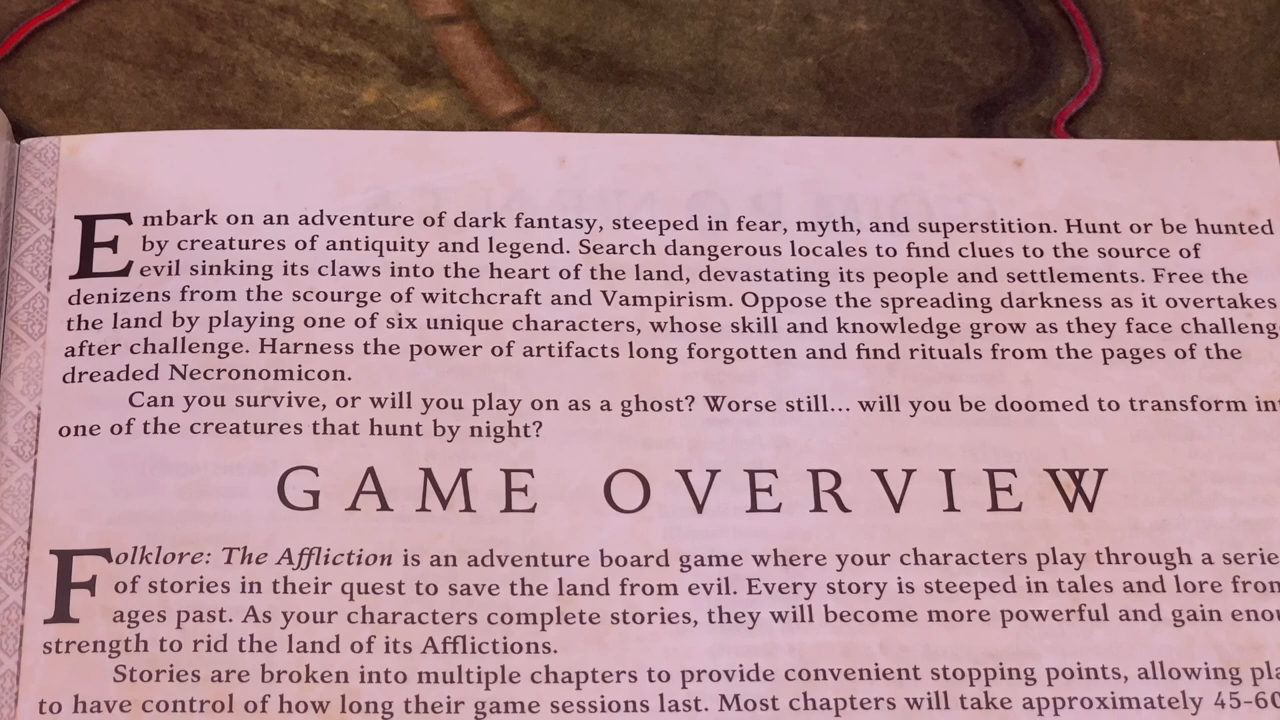 Embark on an adventure of dark fantasy, steeped in fear, myth, and superstition. Hunt or be hunted
by creatures of antiquity and legend. Search dangerous locales to find clues to the source of
evil sinking its claws into the heart of the land, devastating its people and settlements. Free the
denizens from the scourge of witchcraft and Vampirism. Oppose the spreading darkness as it overtakes
the land by playing one of six unique characters, whose skill and knowledge grow as they face challeng
after challenge. Harness the power of artifacts long forgotten and find rituals from the pages of the
dreaded Necronomicon.
Can you survive, or will you play on as a ghost? Worse still... will you be doomed to transform int
one of the creatures that hunt by night?
GAME OVERVIEW
Folklore: The Affliction is an adventure board game where your characters play through a serie
of stories in their quest to save the land from evil. Every story is steeped in tales and lore from
ages past. As your characters complete stories, they will become more powerful and gain enou
strength to rid the land of its Afflictions.
Stories are broken into multiple chapters to provide convenient stopping points, allowing pla
to have control of how long their game sessions last. Most chapters will take approximately 45-60